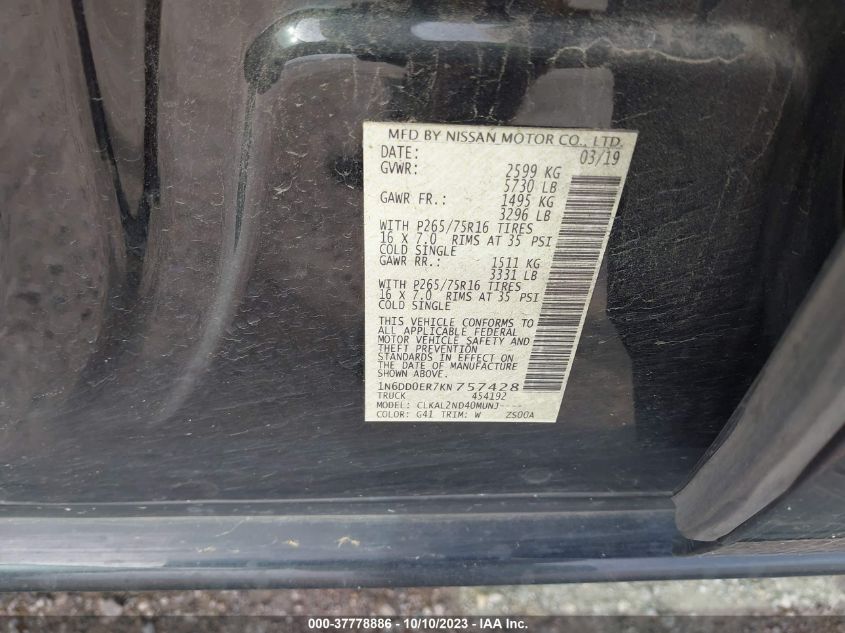 MFD BY NISSAN MOTOR CO., LTD.
DATE: 03/19
GVWR: 2599 KG
5730 LB
GAWR FR.: 1495 KG
3296 LB
WITH P265/75R16 TIRES
16 X 7.0 RIMS AT 35 PSI
COLD SINGLE
GAWR RR.: 1511 KG
3331 LB
WITH P265/75R16 TIRES
16 X 7.0 RIMS AT 35 PSI
COLD SINGLE
THIS VEHICLE CONFORMS TO
ALL APPLICABLE FEDERAL
MOTOR VEHICLE SAFETY AND
THEFT PREVENTION
STANDARDS IN EFFECT ON THE
DATE OF MANUFACTURE
SHOWN ABOVE.
1N6DD0ER7KN757428
TRUCK 454192
MODEL: CLKALZND40MUNJ----
COLOR: G41 TRIM: W ZS00A
000-37778886 - 10/10/2023 - IAA Inc.